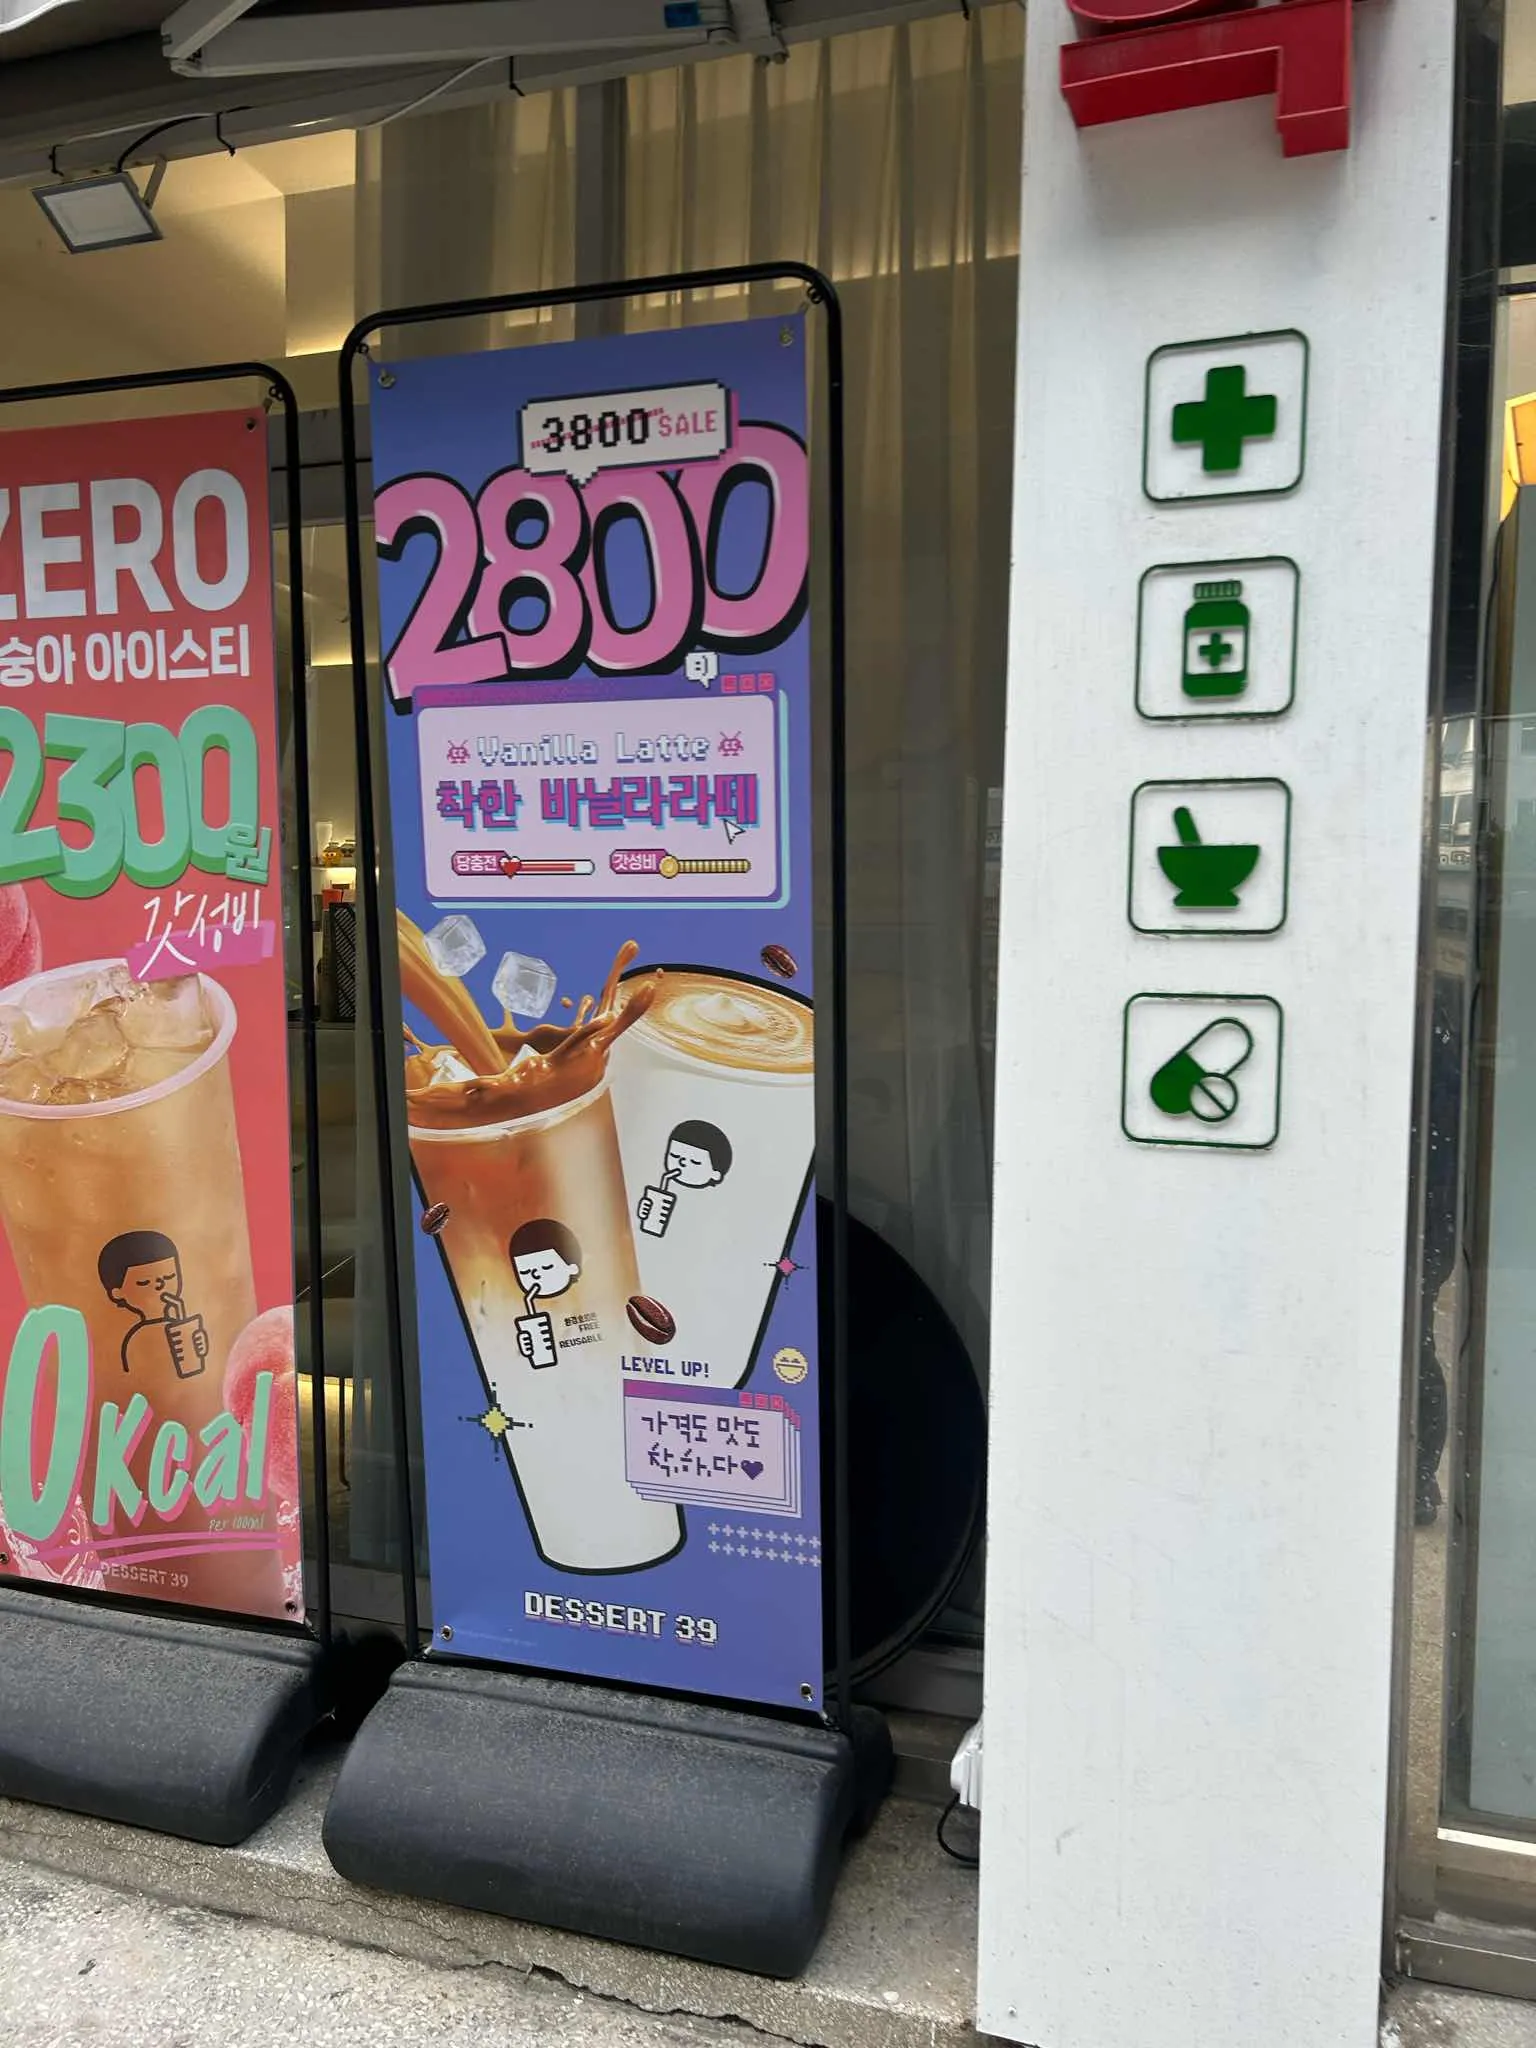 ZERO
숭아 아이스티
2300원
갓성비
0Kcal
Per 100ml
DESSERT 39
3800 SALE
2800
Vanilla Latte
착한 바닐라라떼
당충전
갓성비
FREE
REUSABLE
LEVEL UP!
가격도 맛도
착.하.다
DESSERT 39